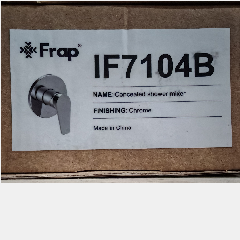 Frap®
IF7104B
NAME: Concealed shower mixer
FINISHING: Chrome
Made in China